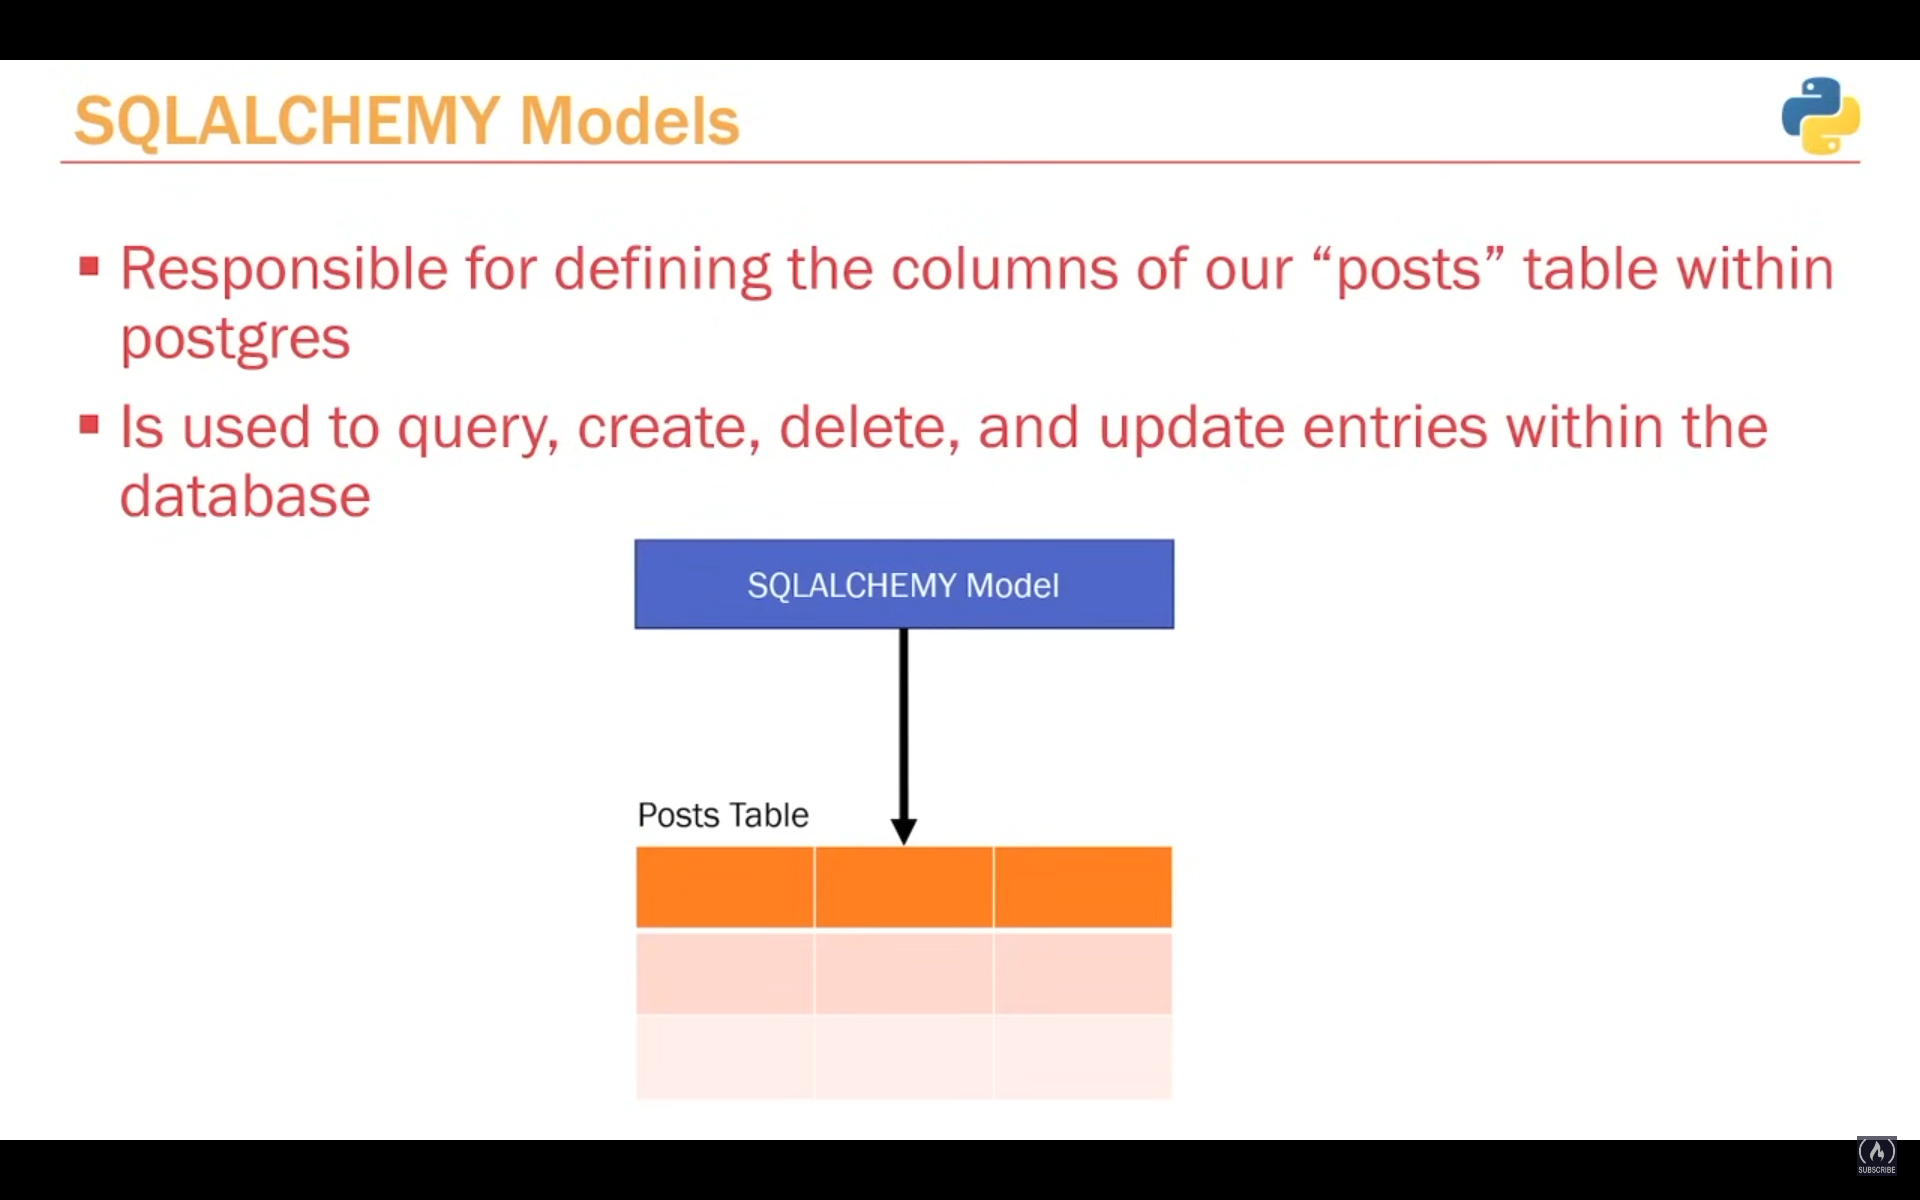 SQLALCHEMY Models
▪ Responsible for defining the columns of our “posts” table within
postgres
▪ Is used to query, create, delete, and update entries within the
database
SQLALCHEMY Model
Posts Table
SUBSCRIBE